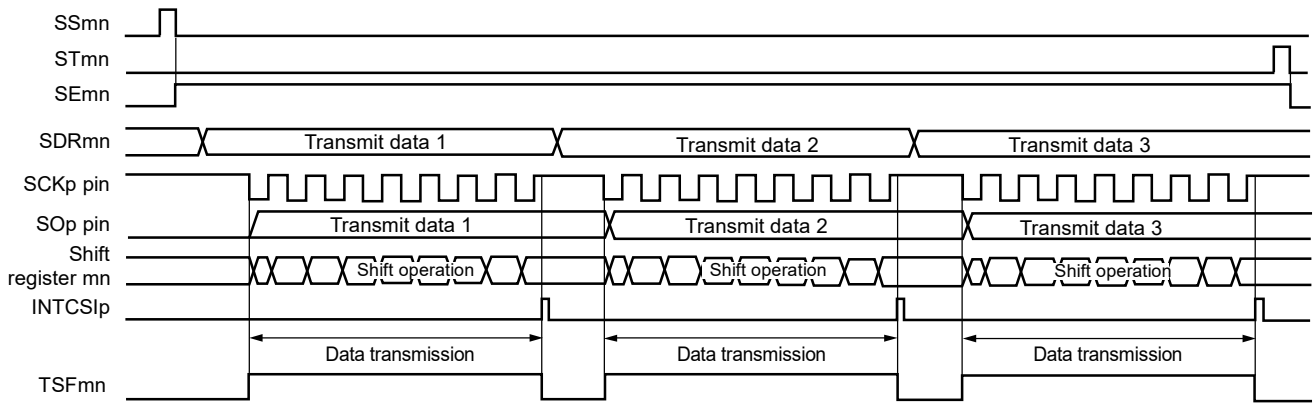 SSmn
STmn
SEmn
SDRmn Transmit data 1 Transmit data 2 Transmit data 3
SCKp pin
SOp pin Transmit data 1 Transmit data 2 Transmit data 3
Shift
register mn Shift operation Shift operation Shift operation
INTCSIp
Data transmission Data transmission Data transmission
TSFmn